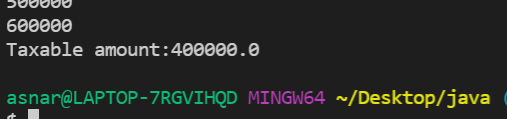 500000
600000
Taxable amount:400000.0
asnar@LAPTOP-7RGVIHQD MINGW64 ~/Desktop/java (
$